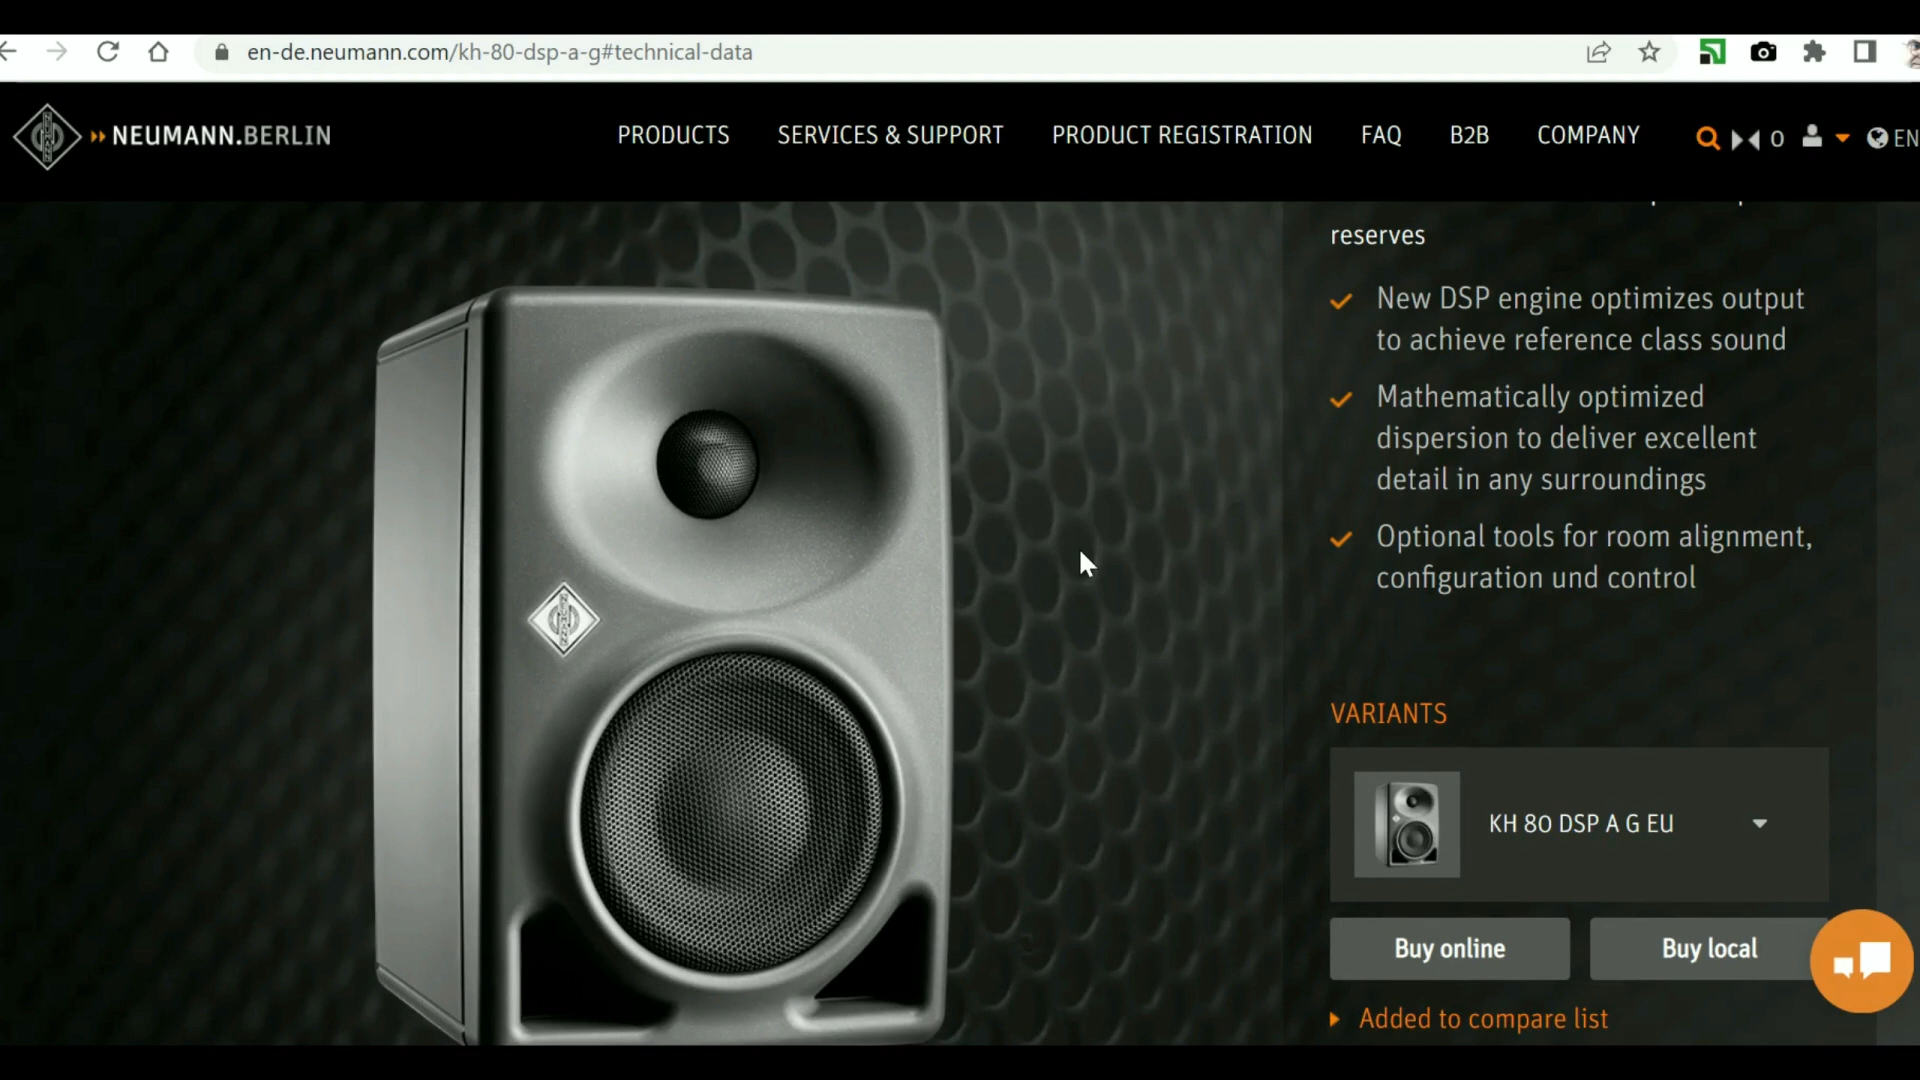 en-de.neumann.com/kh-80-dsp-a-g#technical-data
NEUMANN.BERLIN
PRODUCTS
SERVICES & SUPPORT
PRODUCT REGISTRATION
FAQ
B2B
COMPANY
0
EN
reserves
New DSP engine optimizes output
to achieve reference class sound
Mathematically optimized
dispersion to deliver excellent
detail in any surroundings
Optional tools for room alignment,
configuration und control
NEUMANN
VARIANTS
KH 80 DSP A G EU
Buy online
Buy local
Added to compare list